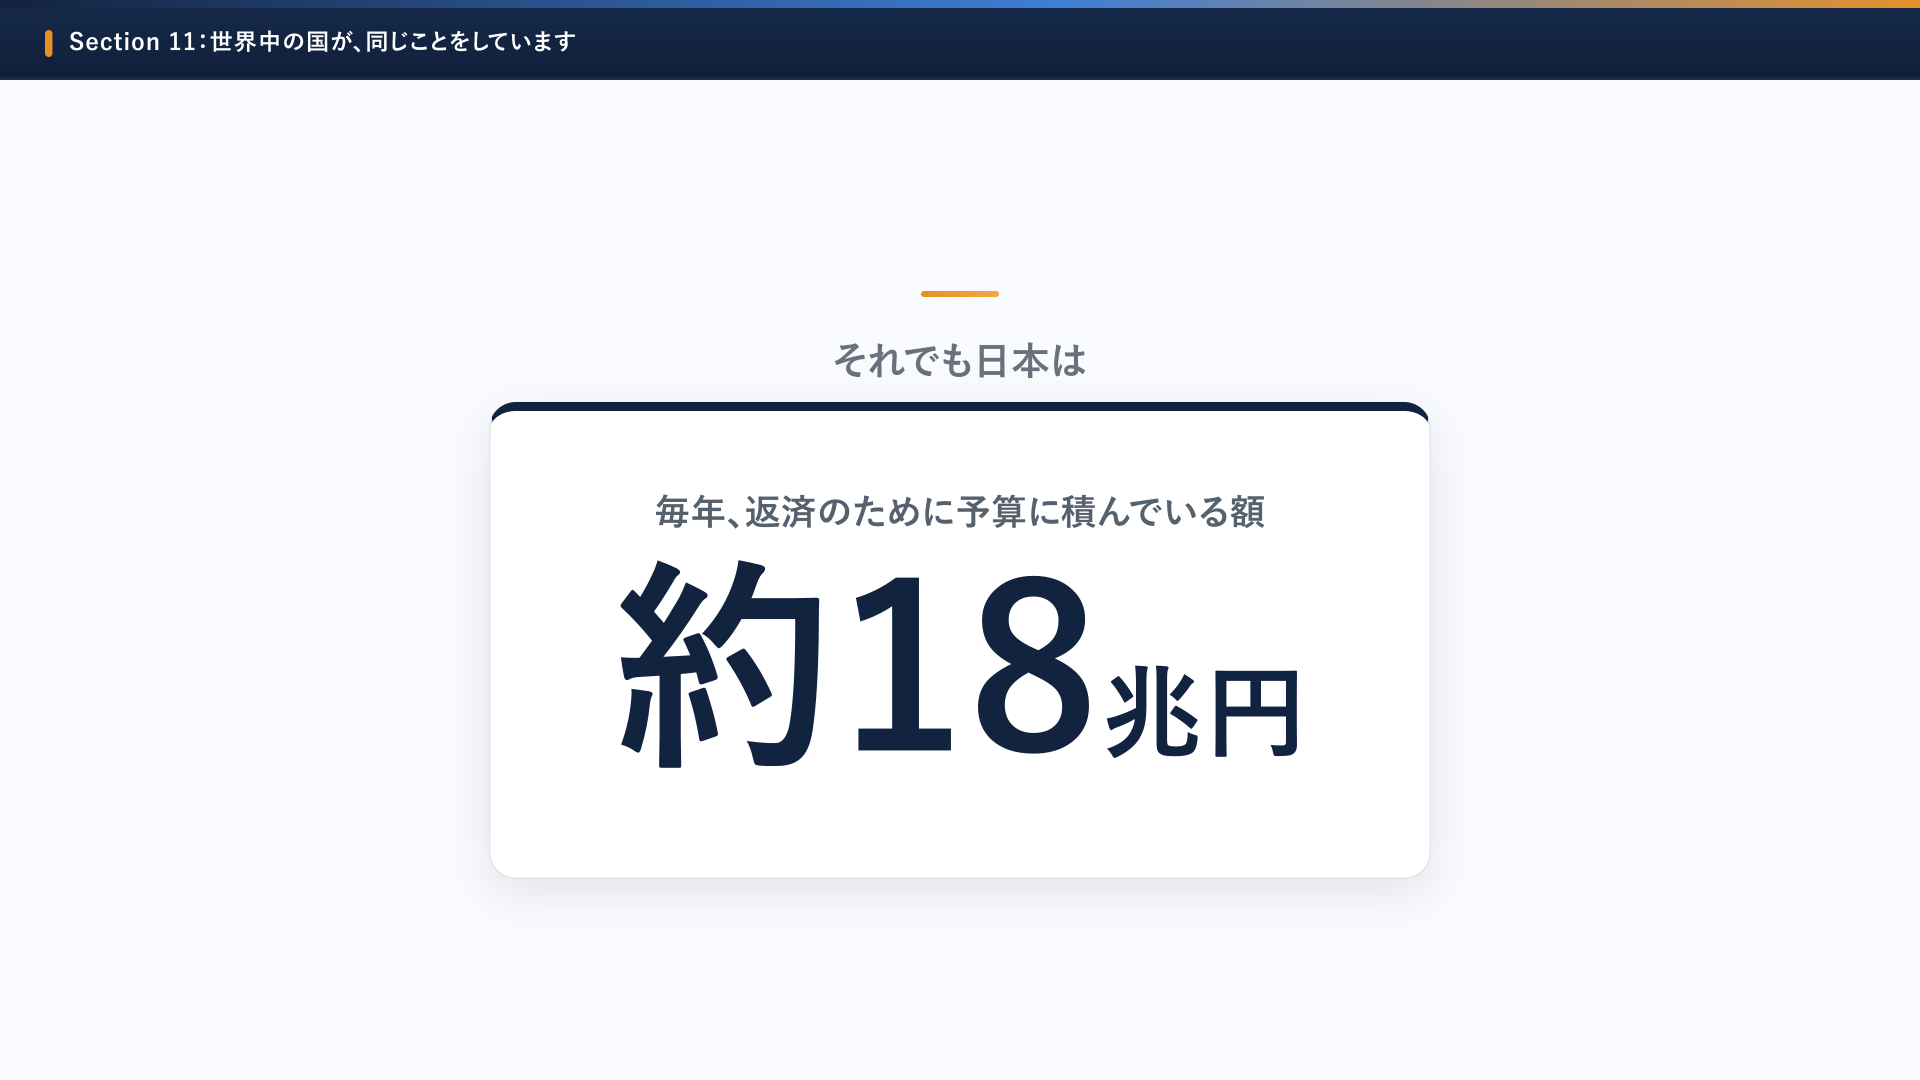 Section 11：世界中の国が、同じことをしています
それでも日本は
毎年、返済のために予算に積んでいる額
約18兆円